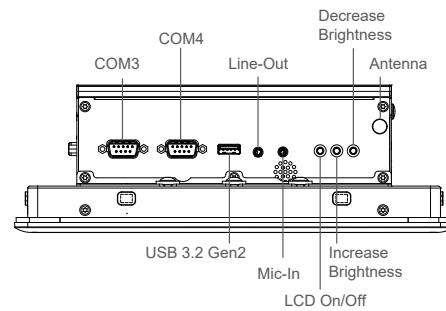 Decrease
Brightness
COM4
COM3
Line-Out
Antenna
USB 3.2 Gen2
Mic-In
Increase
Brightness
LCD On/Off